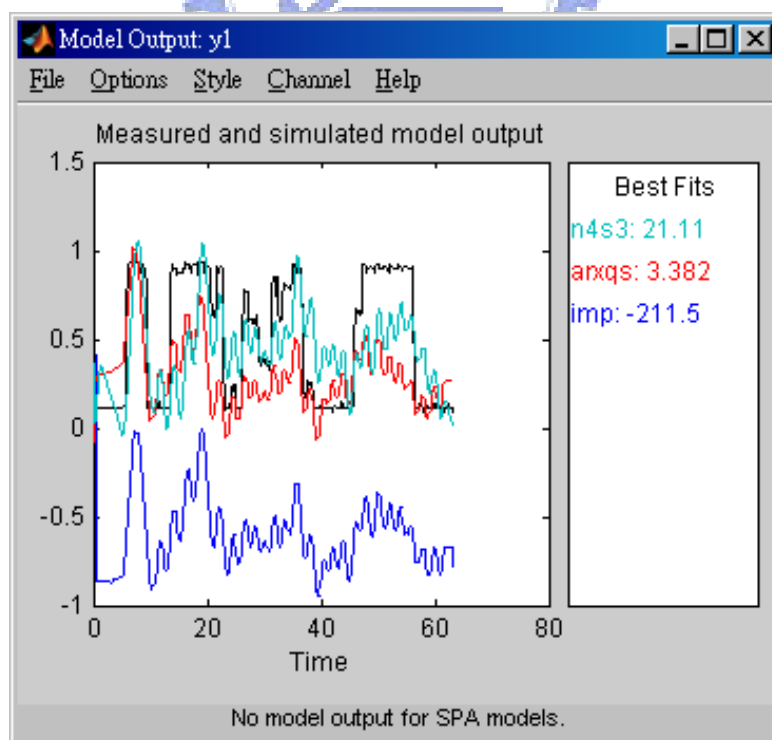 Model Output: y1
File Options Style Channel Help
Measured and simulated model output
1.5
1
0.5
0
-0.5
-1
0 20 40 60 80
Time
Best Fits
n4s3: 21.11
arxqs: 3.382
imp: -211.5
No model output for SPA models.